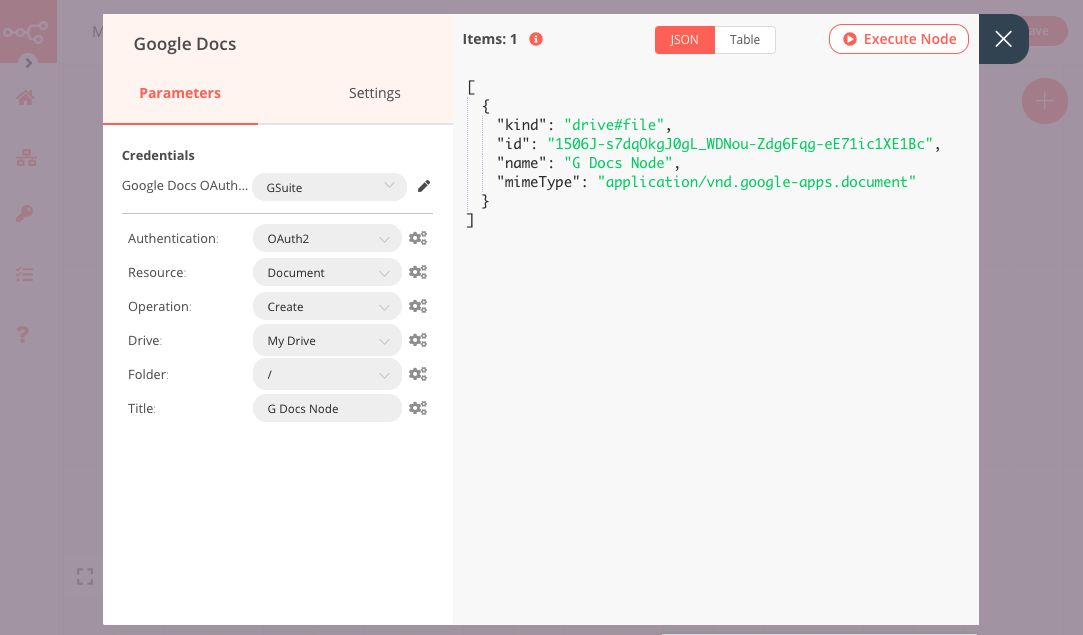 Google Docs
Parameters
Settings
Credentials
Google Docs OAuth...
GSuite
Authentication:
OAuth2
Resource:
Document
Operation:
Create
Drive:
My Drive
Folder:
/
Title:
G Docs Node
Items: 1
JSON
Table
Execute Node
[
{
"kind": "drive#file",
"id": "1506J-s7dqOkgJ0gL_WDNou-Zdg6Fqg-eE71ic1XE1Bc",
"name": "G Docs Node",
"mimeType": "application/vnd.google-apps.document"
}
]